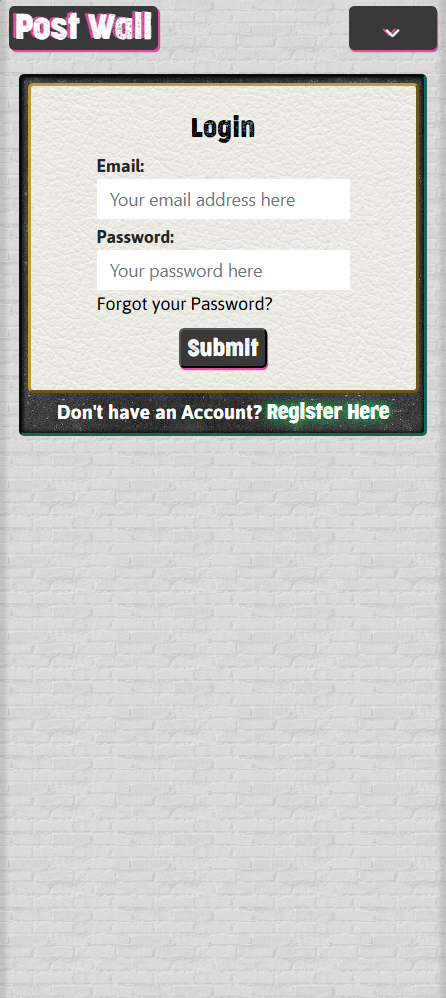 Post Wall
Login
Email:
Your email address here
Password:
Your password here
Forgot your Password?
Submit
Don't have an Account? Register Here